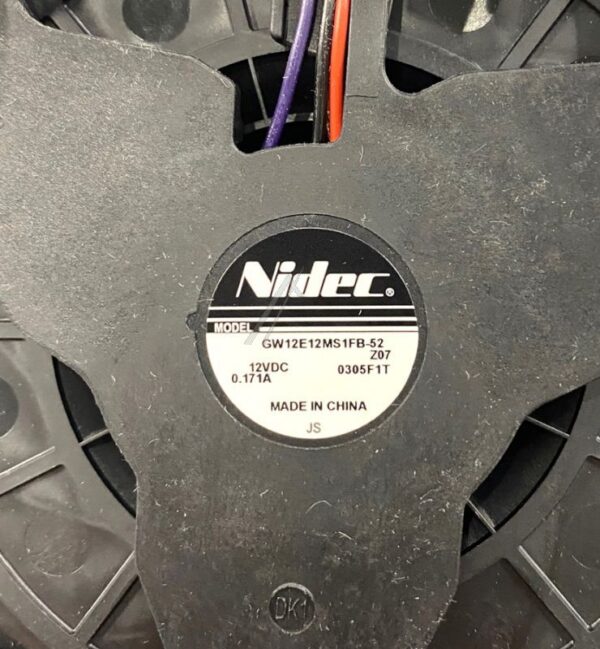 Nidec®
MODEL
GW12E12MS1FB-52
Z07
12VDC 0305F1T
0.171A
MADE IN CHINA
JS
DK1